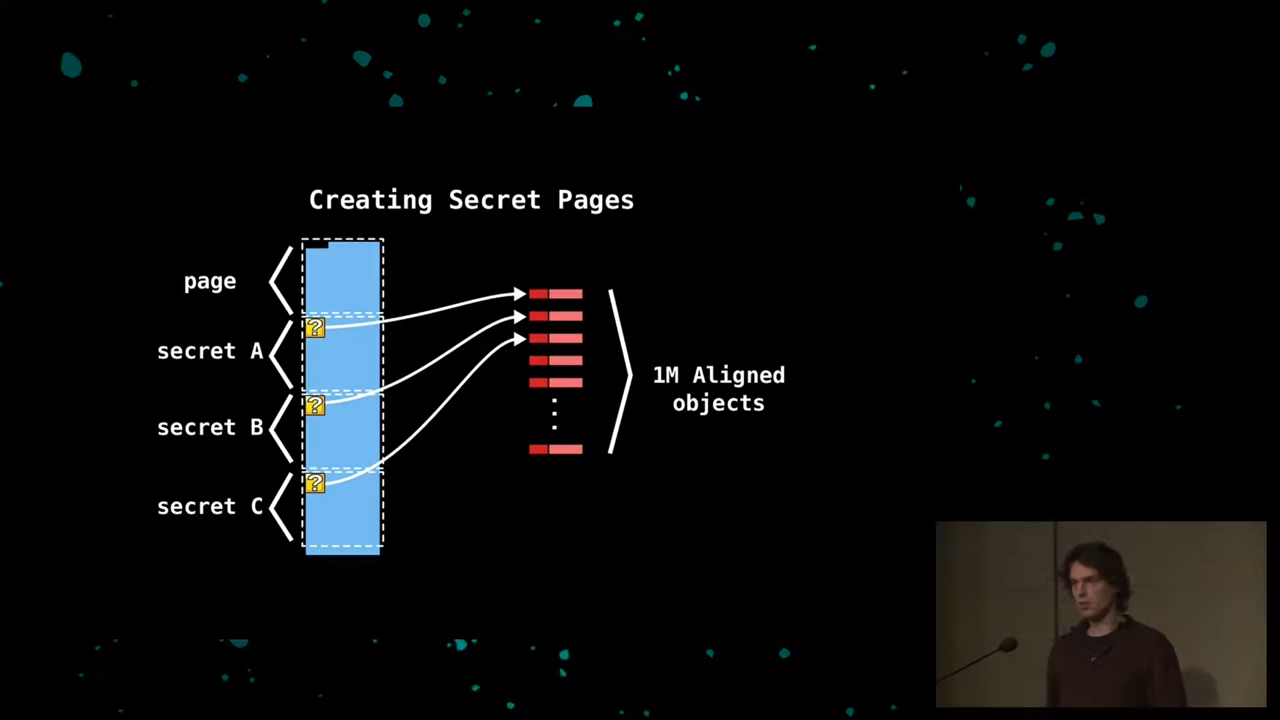 Creating Secret Pages
page
secret A
?
secret B
?
secret C
?
1M Aligned
objects